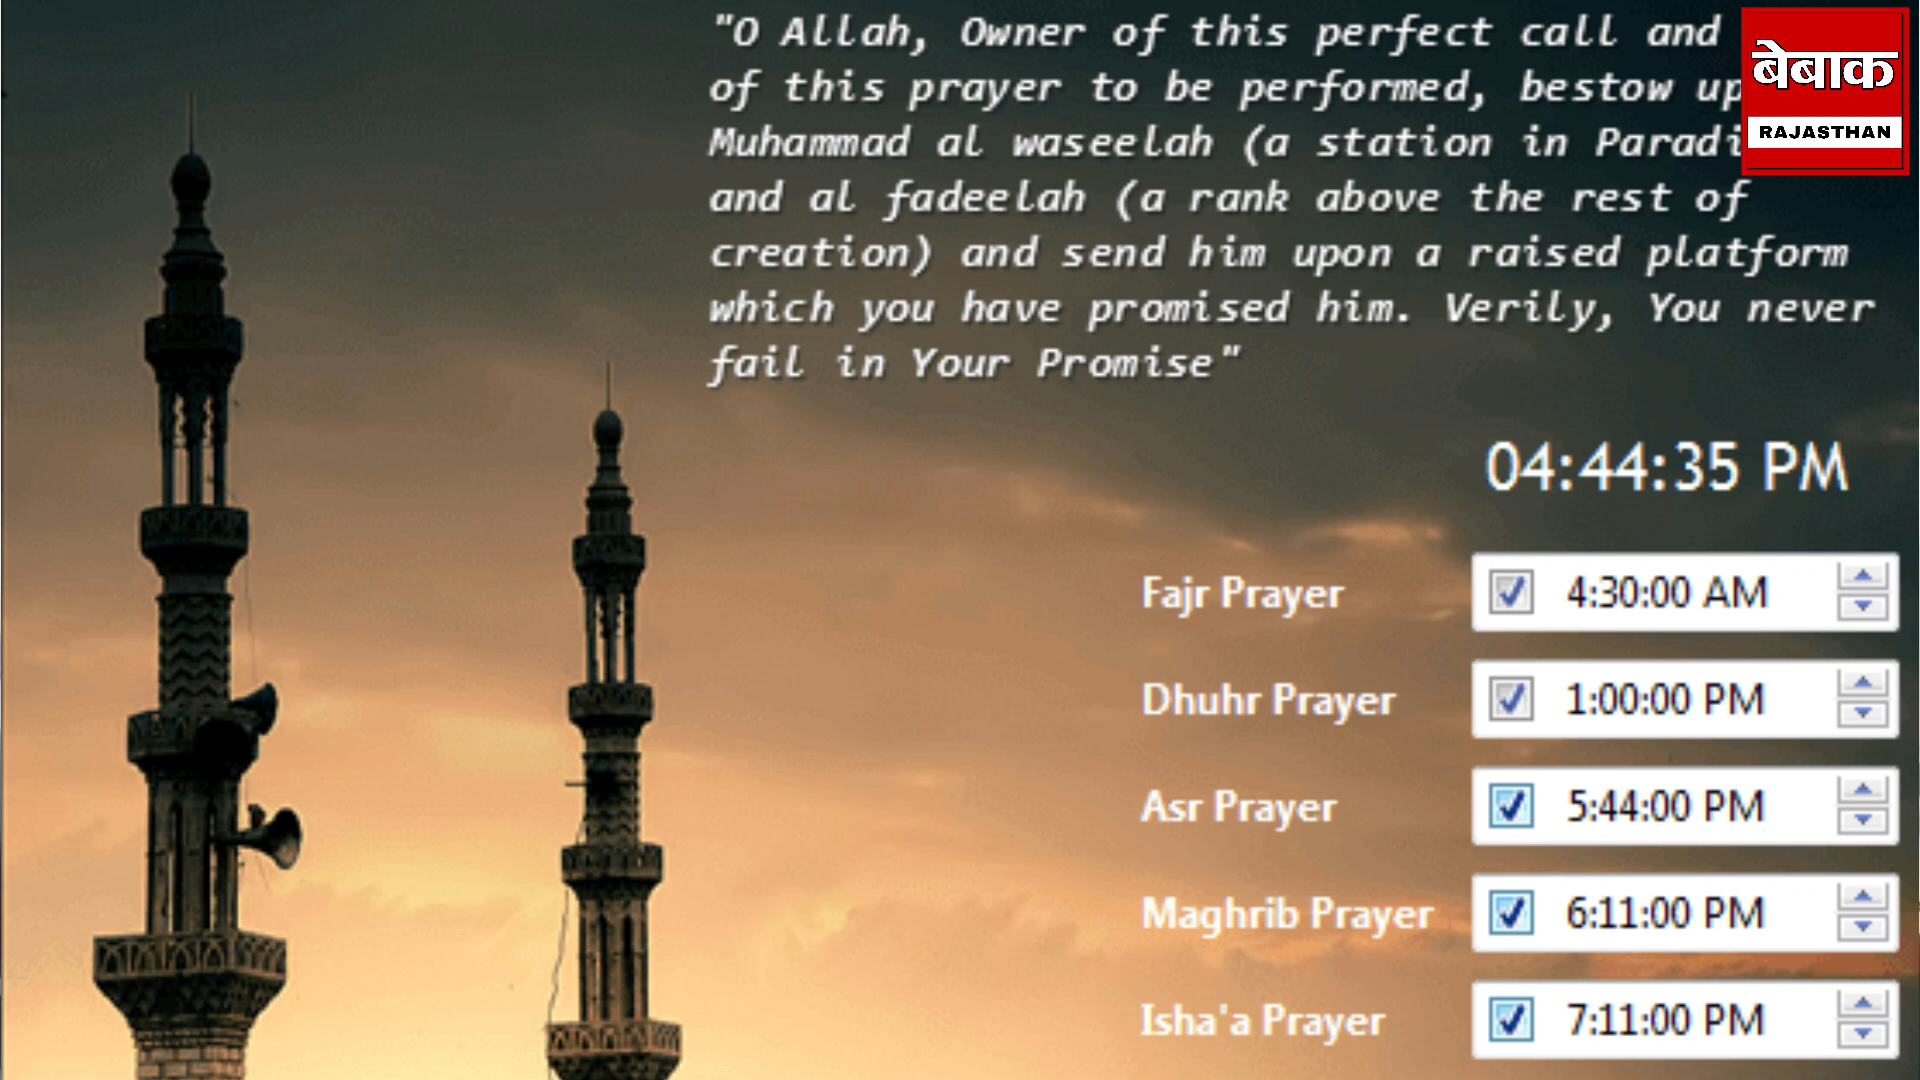 "O Allah, Owner of this perfect call and
of this prayer to be performed, bestow
Muhammad al waseelah (a station in
and al fadeelah (a rank above the rest of
creation) and send him upon a raised platform
which you have promised him. Verily, You never
fail in Your Promise"
बेबाक
RAJASTHAN
04:44:35 PM
Fajr Prayer 4:30:00 AM
Dhuhr Prayer 1:00:00 PM
Asr Prayer 5:44:00 PM
Maghrib Prayer 6:11:00 PM
Isha'a Prayer 7:11:00 PM